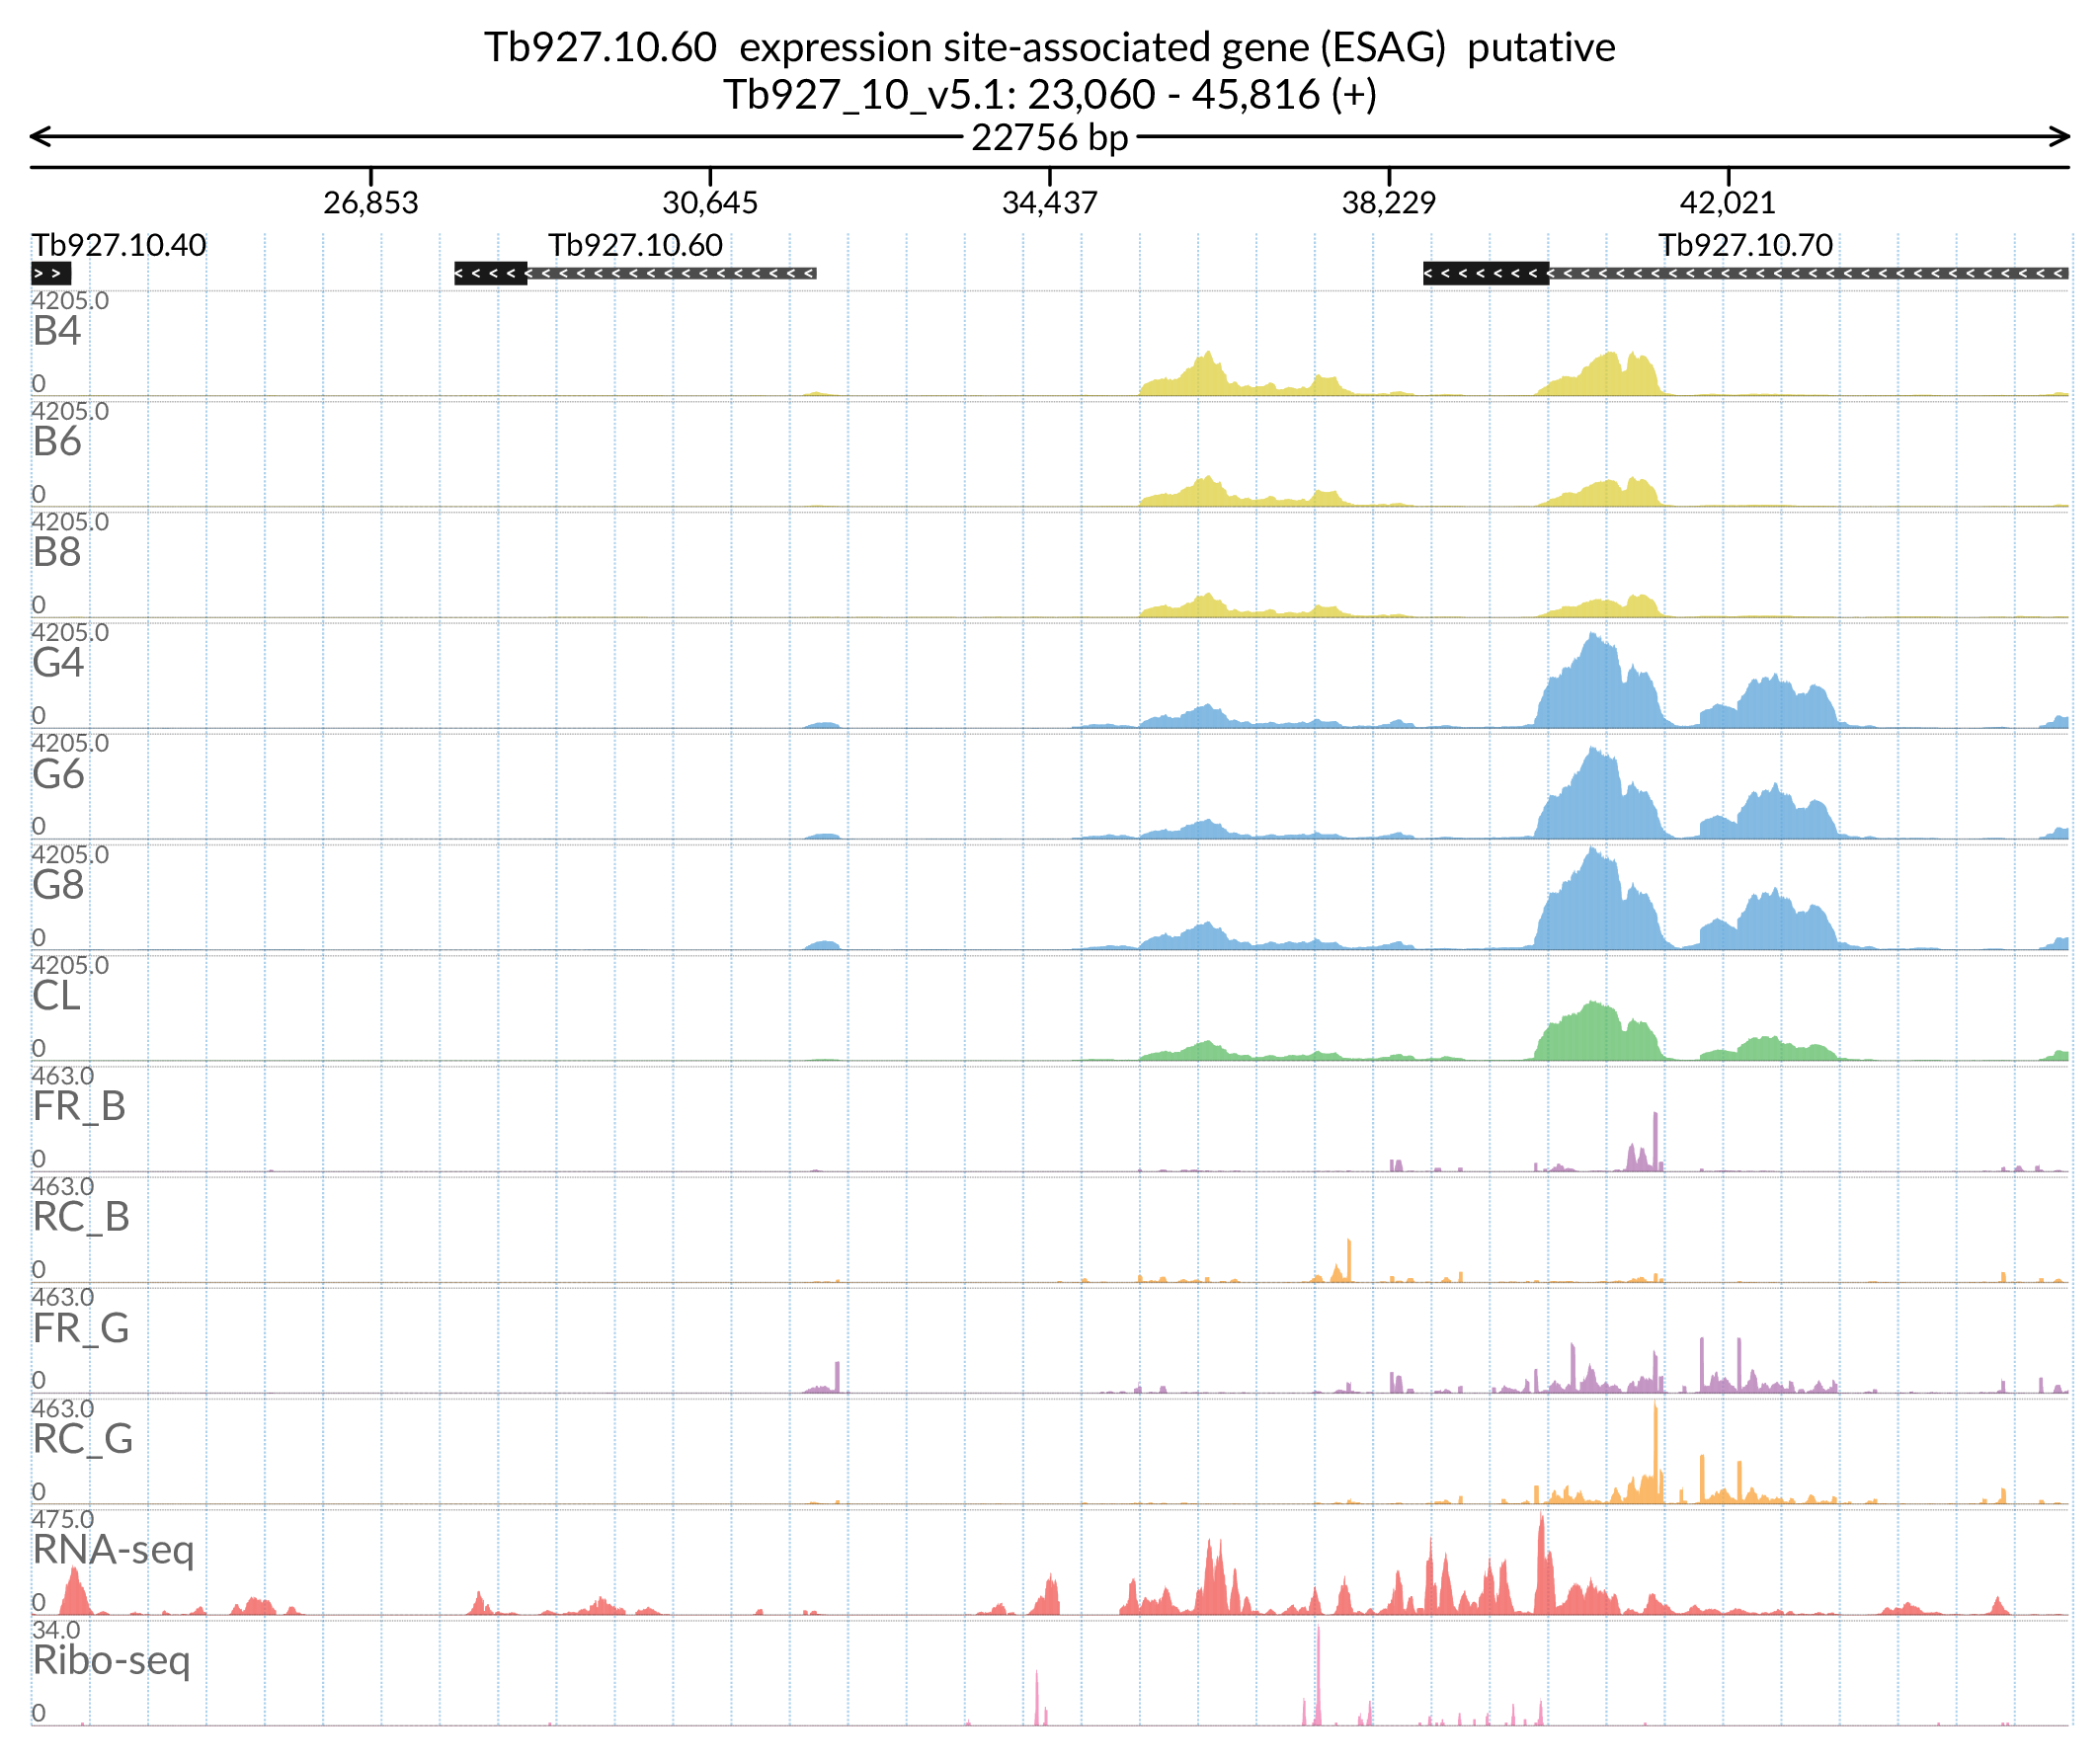 Tb927.10.60  expression site-associated gene (ESAG)  putative
Tb927_10_v5.1: 23,060 - 45,816 (+)
22756 bp
26,853 30,645 34,437 38,229 42,021
Tb927.10.40 Tb927.10.60 Tb927.10.70
4205.0
B4
0
4205.0
B6
0
4205.0
B8
0
4205.0
G4
0
4205.0
G6
0
4205.0
G8
0
4205.0
CL
0
463.0
FR_B
0
463.0
RC_B
0
463.0
FR_G
0
463.0
RC_G
0
475.0
RNA-seq
0
34.0
Ribo-seq
0